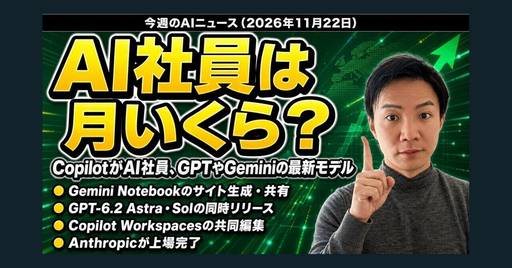 今週のAIニュース（2026年11月22日）
AI社員は
月いくら？
CopilotがAI社員、GPTやGeminiの最新モデル
● Gemini Notebookのサイト生成・共有
● GPT-6.2 Astra・Solの同時リリース
● Copilot Workspacesの共同編集
● Anthropicが上場完了